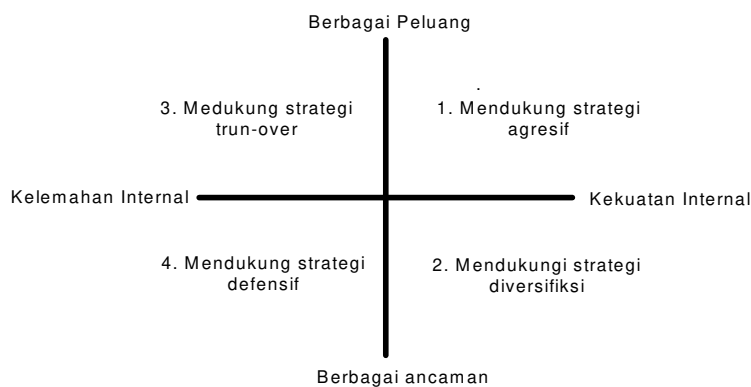 Berbagai Peluang
3. Medukung strategi
trun-over
1. Mendukung strategi
agresif
Kelemahan Internal
Kekuatan Internal
4. Mendukung strategi
defensif
2. Mendukungi strategi
diversifiksi
Berbagai ancaman